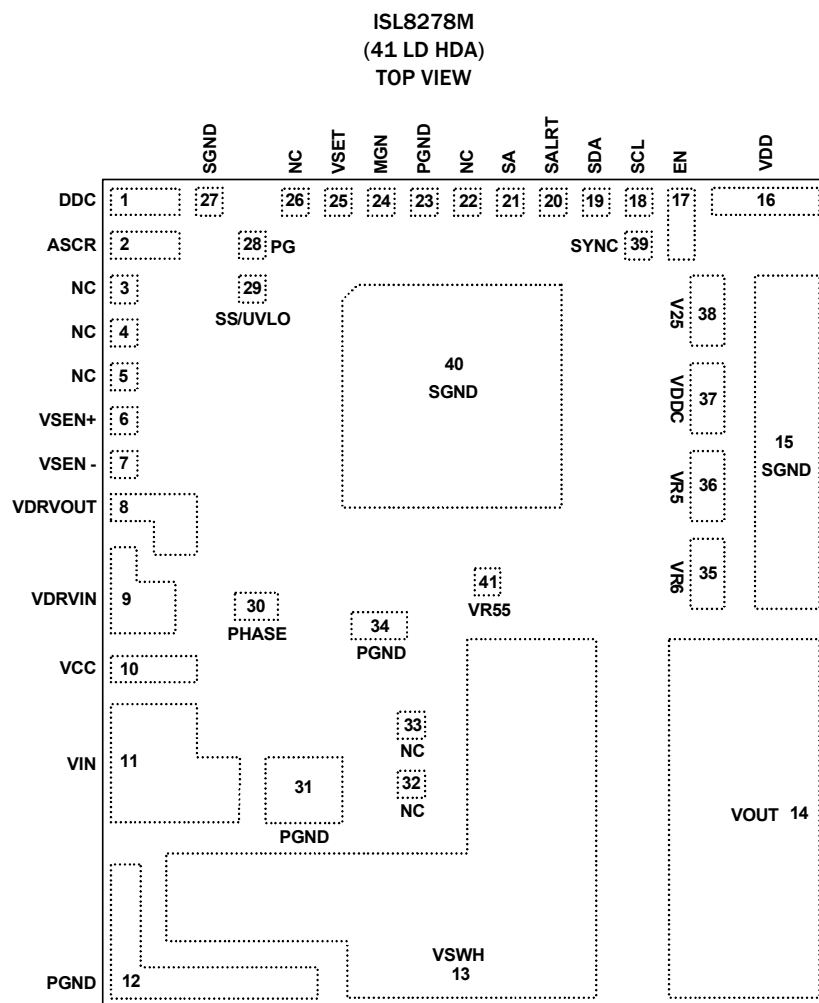 ISL8278M
(41 LD HDA)
TOP VIEW
SGND NC VSET MGN PGND NC SA SALRT SDA SCL EN VDD
DDC 1 27 26 25 24 23 22 21 20 19 18 17 16
ASCR 2 28 PG SYNC 39
NC 3 29 V25 38
SS/UVLO
NC 4
NC 5 40 VDDC 37
SGND
VSEN+ 6 15
SGND
VSEN - 7 VR5 36
VDRVOUT 8
VDRVIN 9 41 VR6 35
30 VR55
PHASE 34
PGND
VCC 10
33
NC
VIN 11 31 32
NC
PGND
VOUT 14
VSWH
13
PGND 12